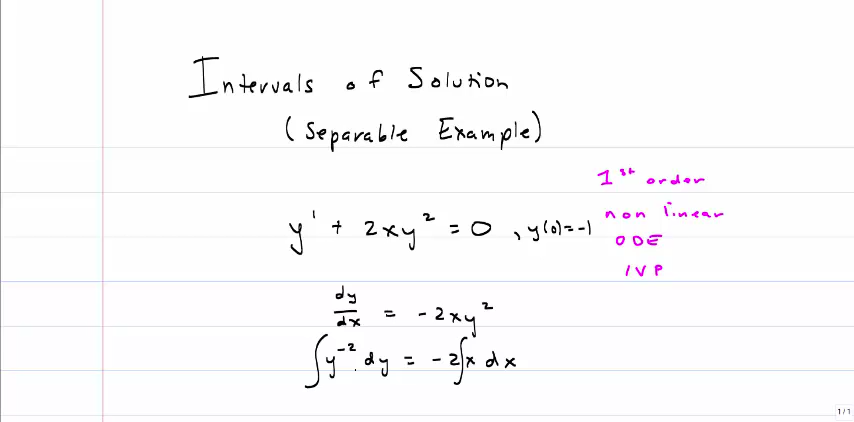 Intervals of Solution
(Separable Example)
1st order
non linear
ODE
IVP
y' + 2xy² = 0 , y(0) = -1
dy/dx = -2xy²
∫y⁻² dy = -2∫x dx
1/1